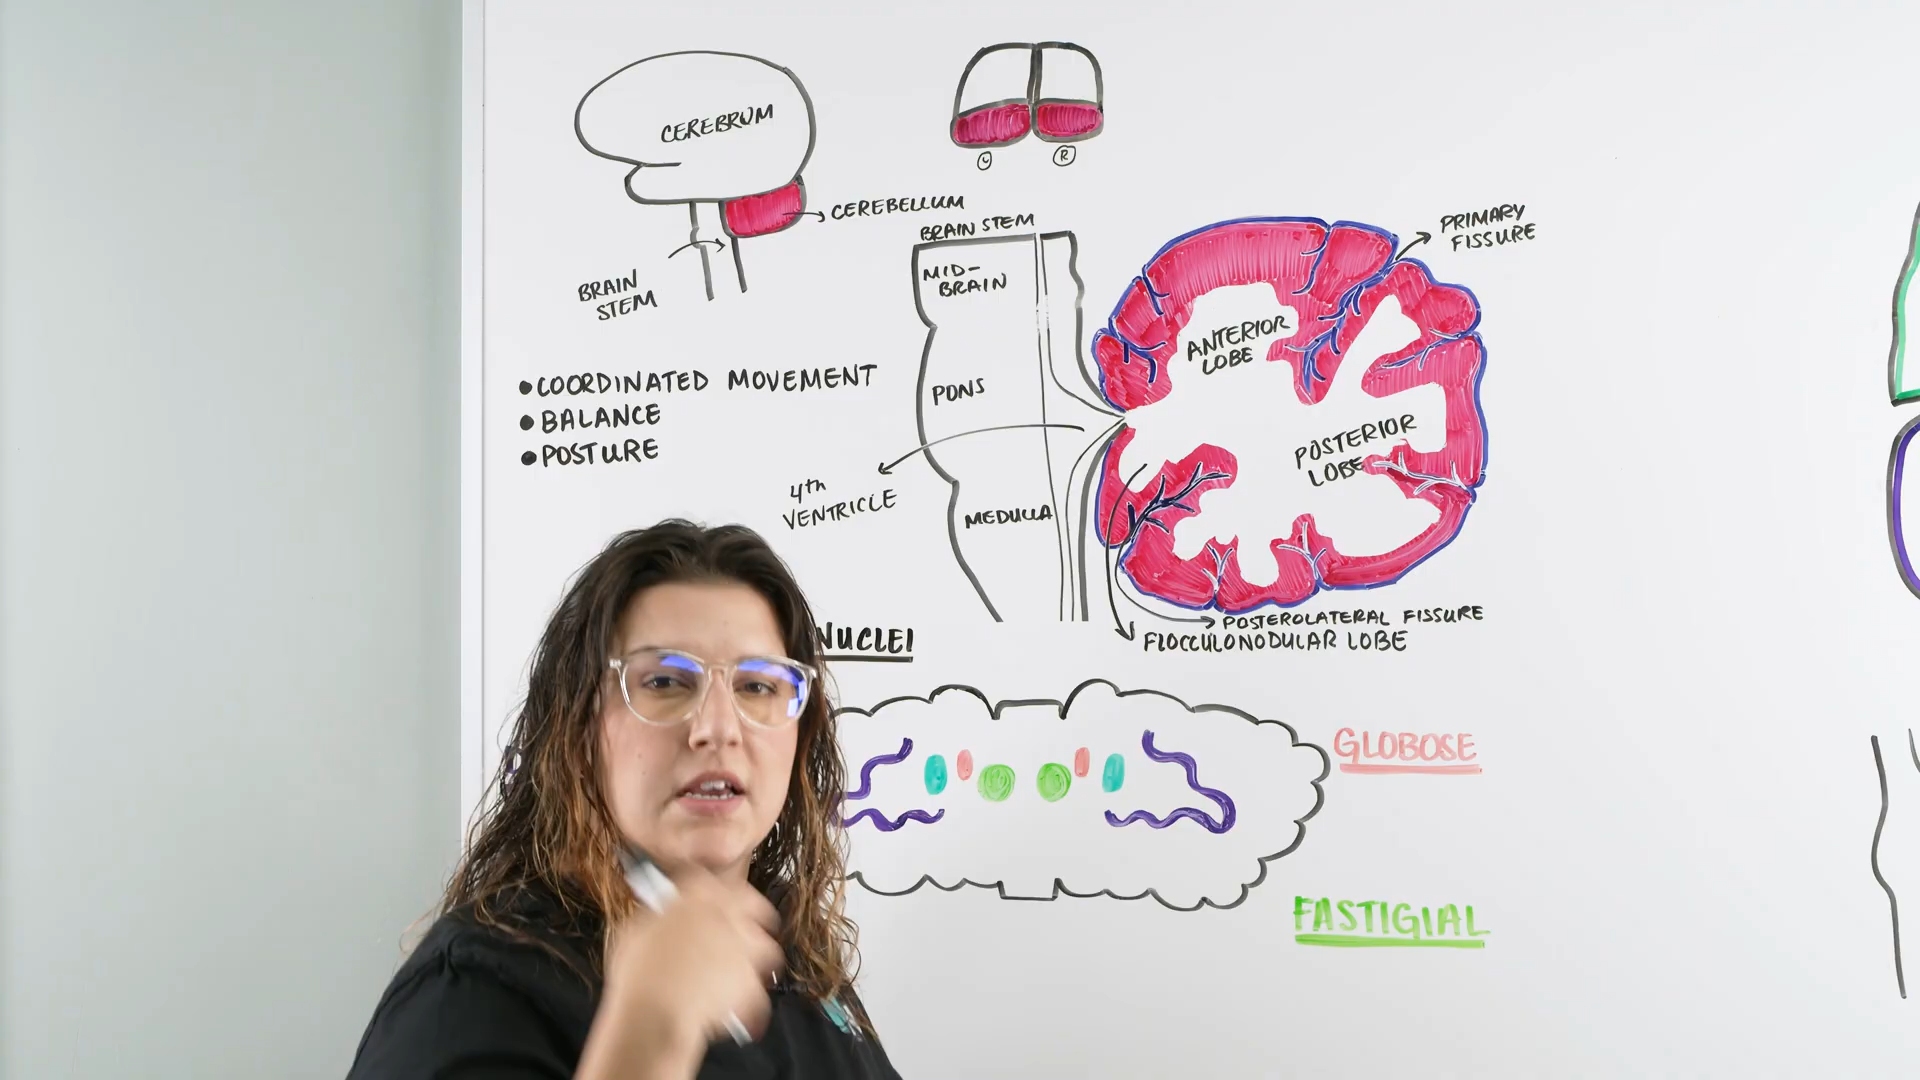 CEREBRUM
CEREBELLUM
BRAIN
STEM
L
R
• COORDINATED MOVEMENT
• BALANCE
• POSTURE
BRAIN STEM
MID-
BRAIN
PONS
MEDULLA
4th
VENTRICLE
PRIMARY
FISSURE
ANTERIOR
LOBE
POSTERIOR
LOBE
POSTEROLATERAL FISSURE
FLOCCULONODULAR LOBE
NUCLEI
GLOBOSE
FASTIGIAL